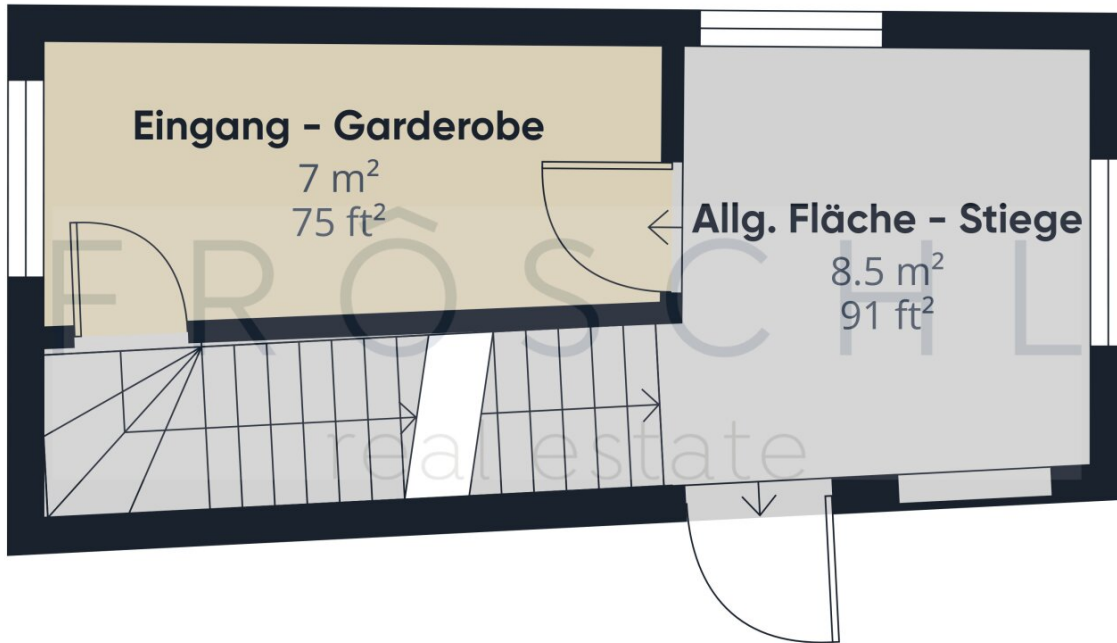 Eingang - Garderobe
7 m²
75 ft²
Allg. Fläche - Stiege
8.5 m²
91 ft²
FRÔSCHL
real estate